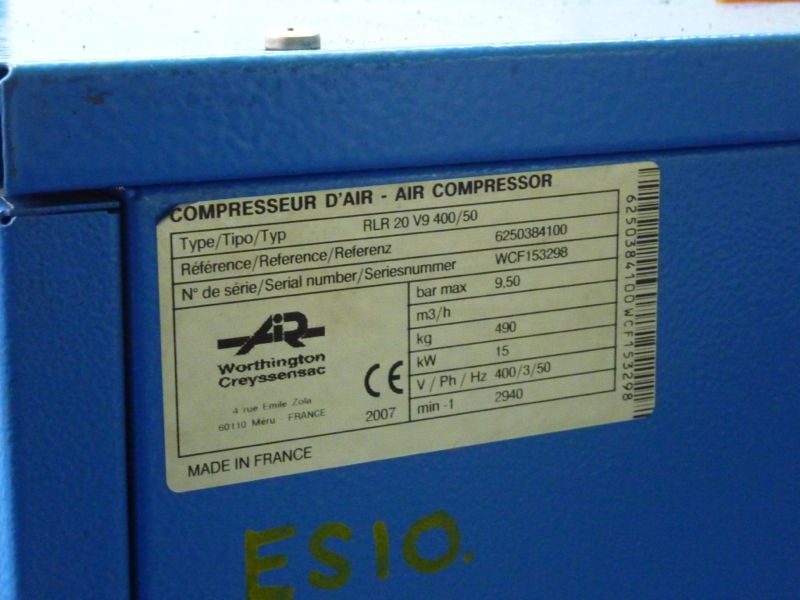 COMPRESSEUR D'AIR - AIR COMPRESSOR
Type/Tipo/Typ RLR 20 V9 400/50
Référence/Reference/Referenz 6250384100
N° de série/Serial number/Seriesnummer WCF153298
AiR
Worthington
Creyssensac
4 rue Emile Zola
60110 Méru - FRANCE
CE
2007
bar max 9,50
m3/h
kg 490
kW 15
V / Ph / Hz 400/3/50
min -1 2940
MADE IN FRANCE
6250384100WCF153298
ES10.